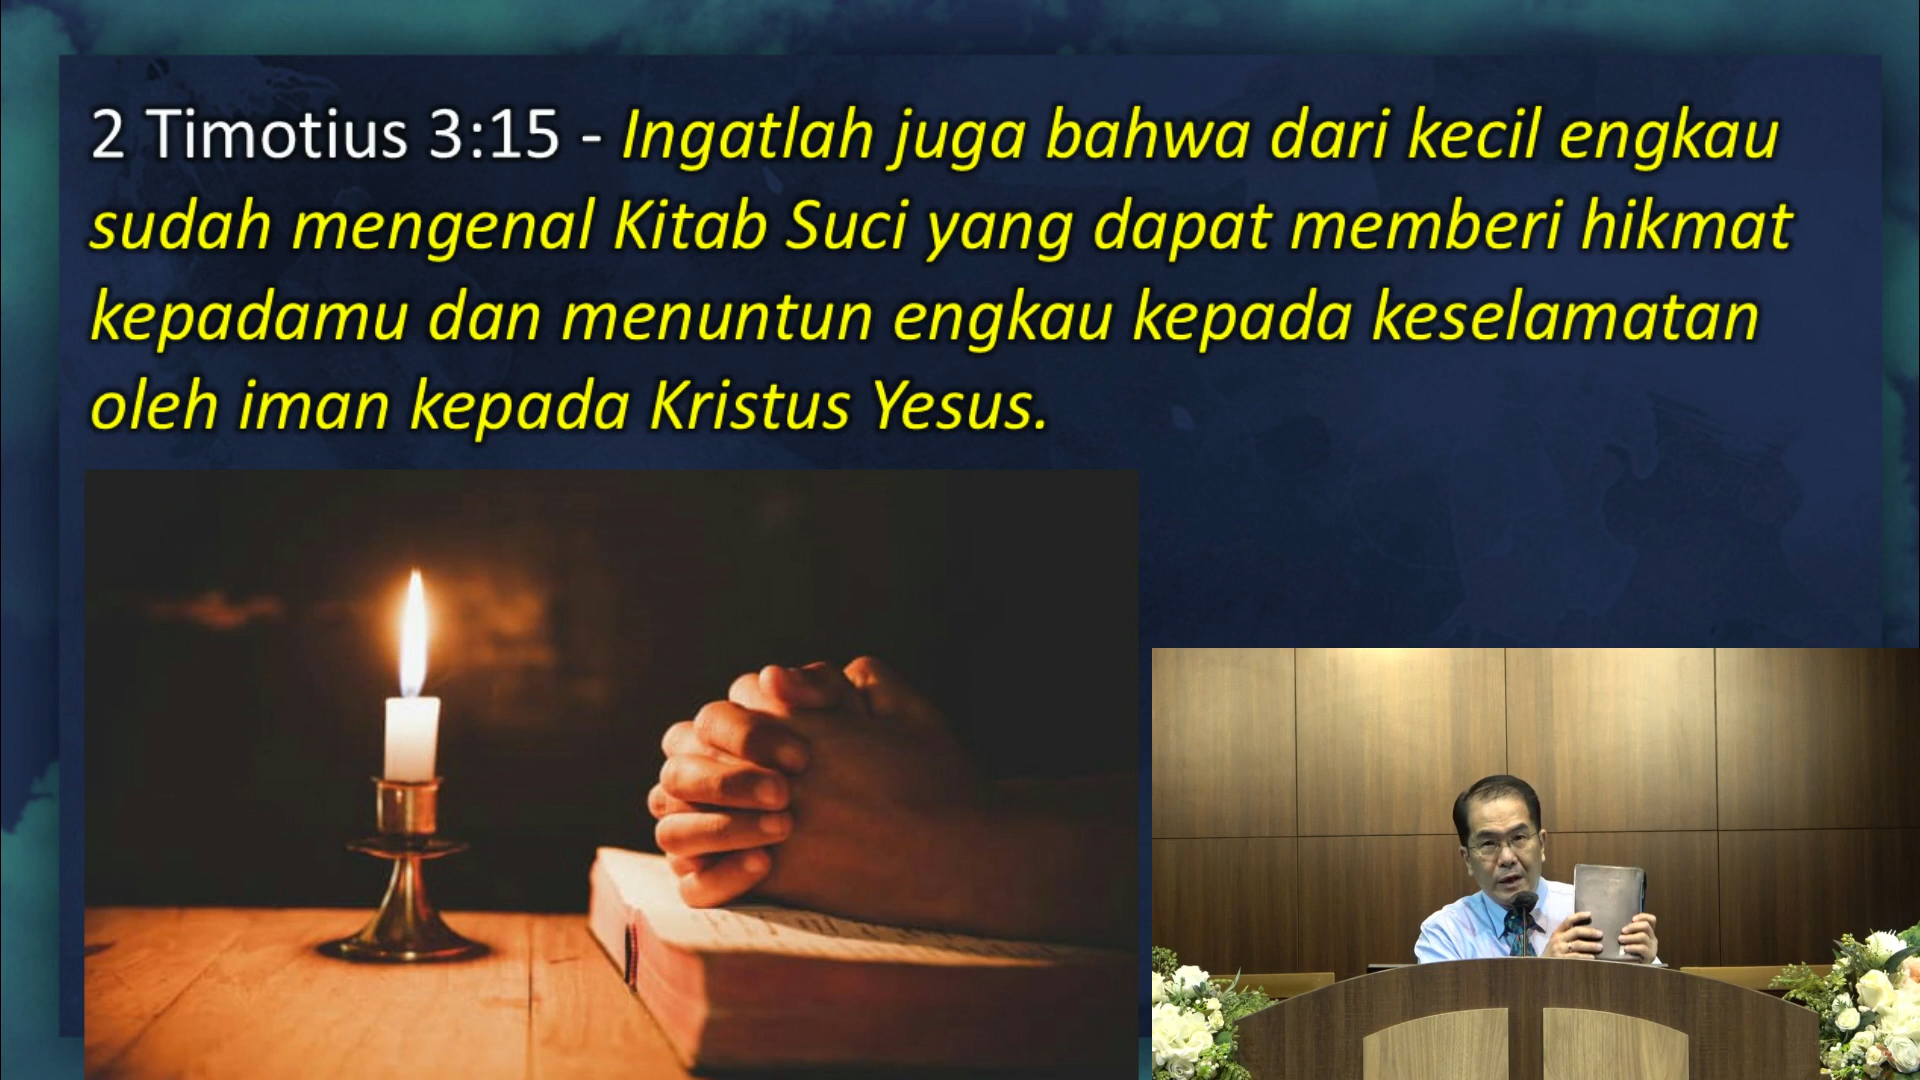 2 Timotius 3:15 - Ingatlah juga bahwa dari kecil engkau
sudah mengenal Kitab Suci yang dapat memberi hikmat
kepadamu dan menuntun engkau kepada keselamatan
oleh iman kepada Kristus Yesus.